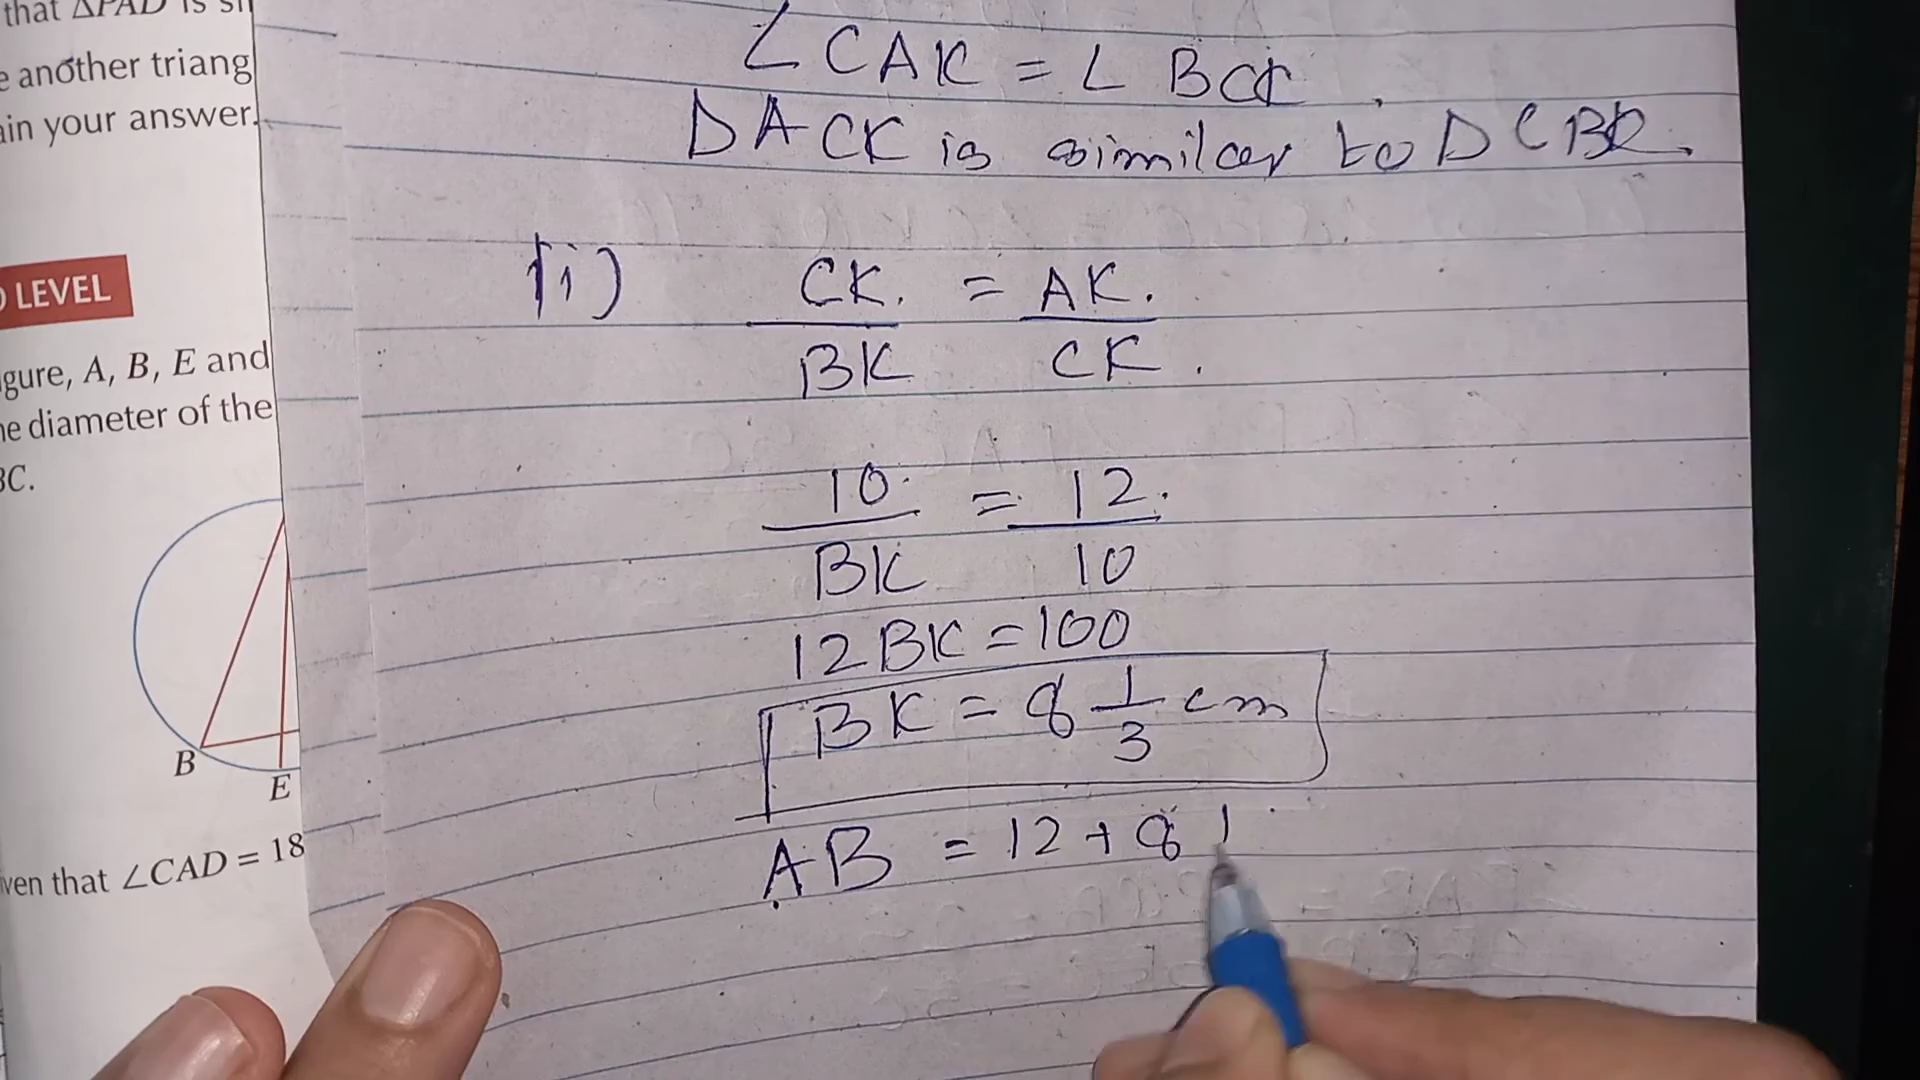 that ΔPAD is
e another triang
ain your answer.
LEVEL
gure, A, B, E and
ne diameter of the
BC.
B
E
ven that ∠CAD = 18
∠CAK = ∠BCK.
ΔACK is similar to ΔCBK.
ii)
CK. = AK.
BK CK.
10. = 12.
BK 10
12BK = 100
BK = 8 1/3 cm
AB = 12 + 8 1